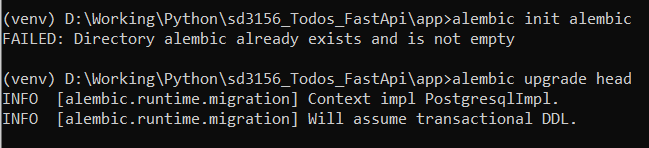 (venv) D:\Working\Python\sd3156_Todos_FastApi\app>alembic init alembic
FAILED: Directory alembic already exists and is not empty
(venv) D:\Working\Python\sd3156_Todos_FastApi\app>alembic upgrade head
INFO  [alembic.runtime.migration] Context impl PostgresqlImpl.
INFO  [alembic.runtime.migration] Will assume transactional DDL.